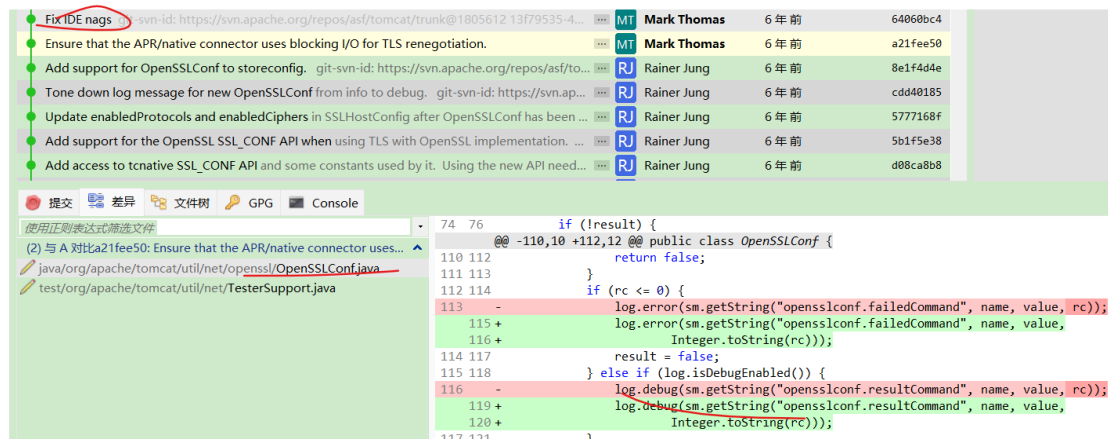 Fix IDE nags git-svn-id: https://svn.apache.org/repos/asf/tomcat/trunk@1805612 13f79535-4... MT Mark Thomas 6 年前 64060bc4
Ensure that the APR/native connector uses blocking I/O for TLS renegotiation. MT Mark Thomas 6 年前 a21fee50
Add support for OpenSSLConf to storeconfig. git-svn-id: https://svn.apache.org/repos/asf/to... RJ Rainer Jung 6 年前 8e1f4d4e
Tone down log message for new OpenSSLConf from info to debug. git-svn-id: https://svn.ap... RJ Rainer Jung 6 年前 cdd40185
Update enabledProtocols and enabledCiphers in SSLHostConfig after OpenSSLConf has been ... RJ Rainer Jung 6 年前 5777168f
Add support for the OpenSSL SSL_CONF API when using TLS with OpenSSL implementation. ... RJ Rainer Jung 6 年前 5b1f5e38
Add access to tcnative SSL_CONF API and some constants used by it. Using the new API need... RJ Rainer Jung 6 年前 d08ca8b8
提交 差异 文件树 GPG Console
使用正则表达式筛选文件
(2) 与 A 对比a21fee50: Ensure that the APR/native connector uses...
java/org/apache/tomcat/util/net/openssl/OpenSSLConf.java
test/org/apache/tomcat/util/net/TesterSupport.java
74 76 if (!result) {
@@ -110,10 +112,12 @@ public class OpenSSLConf {
110 112 return false;
111 113 }
112 114 if (rc <= 0) {
113 - log.error(sm.getString("opensslconf.failedCommand", name, value, rc));
115 + log.error(sm.getString("opensslconf.failedCommand", name, value,
116 + Integer.toString(rc)));
114 117 result = false;
115 118 } else if (log.isDebugEnabled()) {
116 - log.debug(sm.getString("opensslconf.resultCommand", name, value, rc));
119 + log.debug(sm.getString("opensslconf.resultCommand", name, value,
120 + Integer.toString(rc)));
117 121 }